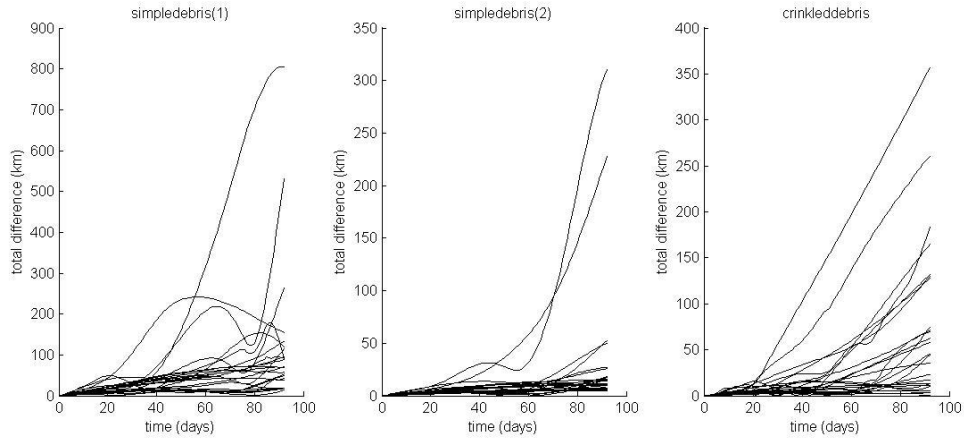 simpledebris(1)
900
800
700
600
500
400
300
200
100
0
0 20 40 60 80 100
total difference (km)
time (days)
simpledebris(2)
350
300
250
200
150
100
50
0
0 20 40 60 80 100
total difference (km)
time (days)
crinkleddebris
400
350
300
250
200
150
100
50
0
0 20 40 60 80 100
total difference (km)
time (days)